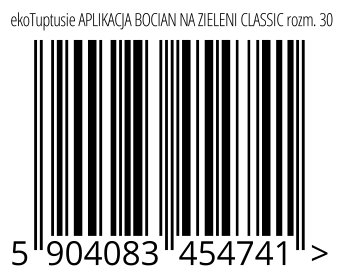 ekoTuptusie APLIKACJA BOCIAN NA ZIELENI CLASSIC rozm. 30
5 904083 454741 >